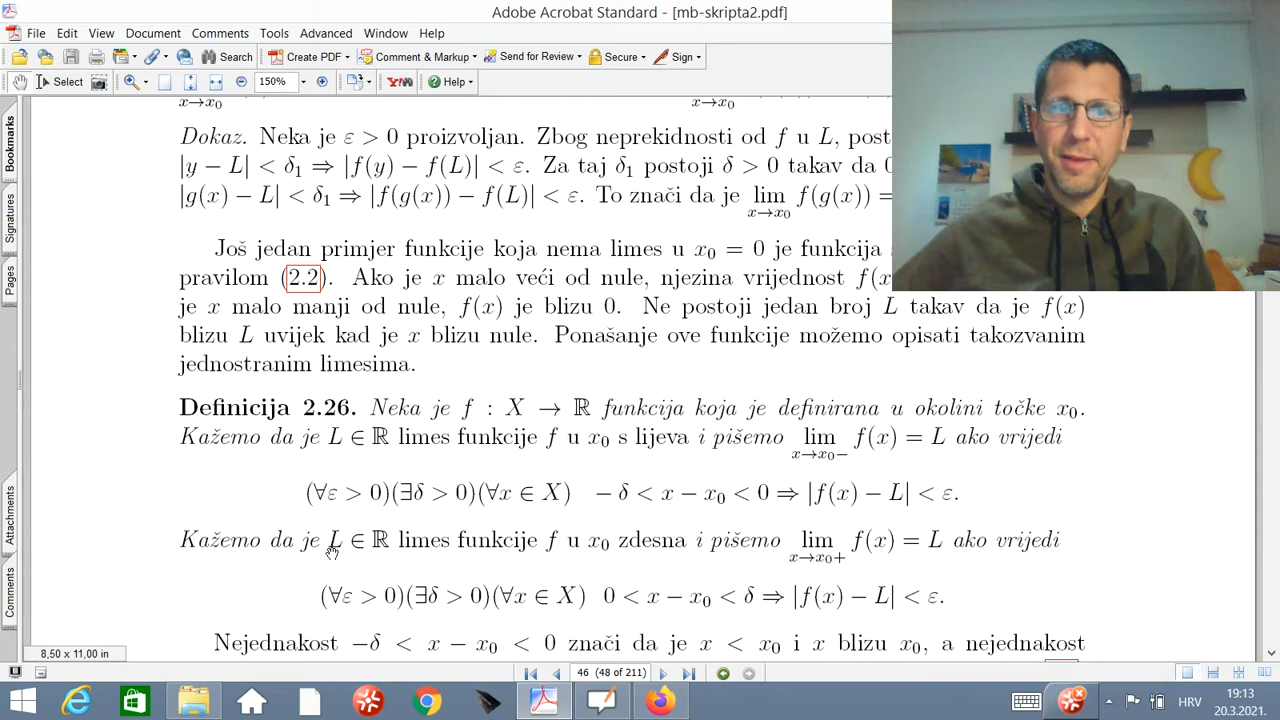 Adobe Acrobat Standard - [mb-skripta2.pdf]
File Edit View Document Comments Tools Advanced Window Help
Search Create PDF Comment & Markup Send for Review Secure Sign
Select 150% Y! Help
x→x₀ x→x₀
Dokaz. Neka je ε > 0 proizvoljan. Zbog neprekidnosti od f u L, post
|y − L| < δ₁ ⇒ |f(y) − f(L)| < ε. Za taj δ₁ postoji δ > 0 takav da 0
|g(x) − L| < δ₁ ⇒ |f(g(x)) − f(L)| < ε. To znači da je lim x→x₀ f(g(x)) =
Još jedan primjer funkcije koja nema limes u x₀ = 0 je funkcija
pravilom (2.2). Ako je x malo veći od nule, njezina vrijednost f(x
je x malo manji od nule, f(x) je blizu 0. Ne postoji jedan broj L takav da je f(x)
blizu L uvijek kad je x blizu nule. Ponašanje ove funkcije možemo opisati takozvanim
jednostranim limesima.
Definicija 2.26. Neka je f : X → ℝ funkcija koja je definirana u okolini točke x₀.
Kažemo da je L ∈ ℝ limes funkcije f u x₀ s lijeva i pišemo lim x→x₀− f(x) = L ako vrijedi
(∀ε > 0)(∃δ > 0)(∀x ∈ X) − δ < x − x₀ < 0 ⇒ |f(x) − L| < ε.
Kažemo da je L ∈ ℝ limes funkcije f u x₀ zdesna i pišemo lim x→x₀+ f(x) = L ako vrijedi
(∀ε > 0)(∃δ > 0)(∀x ∈ X) 0 < x − x₀ < δ ⇒ |f(x) − L| < ε.
Nejednakost −δ < x − x₀ < 0 znači da je x < x₀ i x blizu x₀, a nejednakost
Bookmarks
Signatures
Pages
Attachments
Comments
8,50 x 11,00 in
46 (48 of 211)
HRV
19:13
20.3.2021.